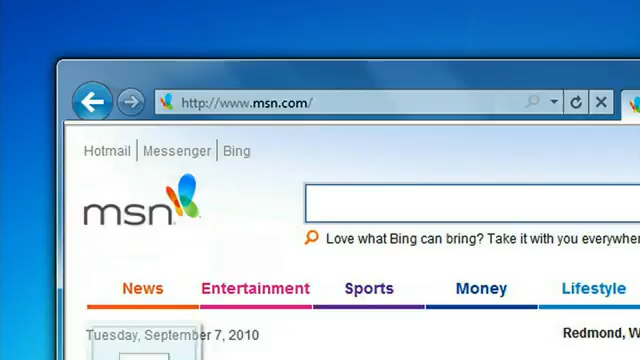 http://www.msn.com/
Hotmail Messenger Bing
msn
Love what Bing can bring? Take it with you
News Entertainment Sports Money Lifestyle
Tuesday, September 7, 2010 Redmond,